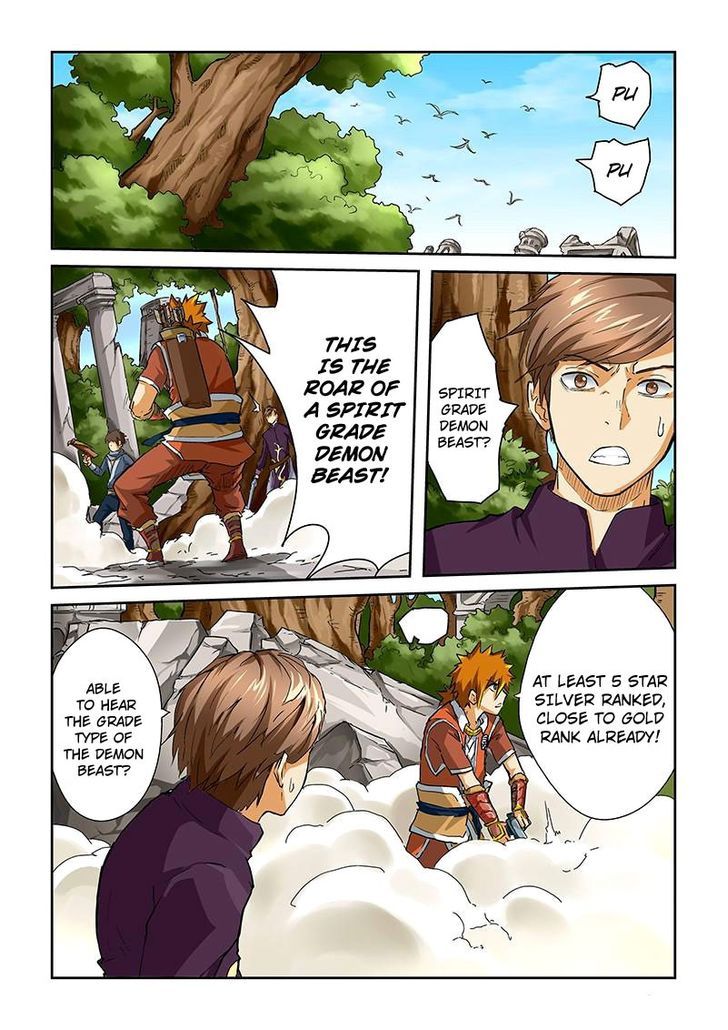 PU
PU
THIS
IS THE
ROAR OF
A SPIRIT
GRADE
DEMON
BEAST!
SPIRIT
GRADE
DEMON
BEAST?
ABLE
TO HEAR
THE GRADE
TYPE OF
THE DEMON
BEAST?
AT LEAST 5 STAR
SILVER RANKED,
CLOSE TO GOLD
RANK ALREADY!